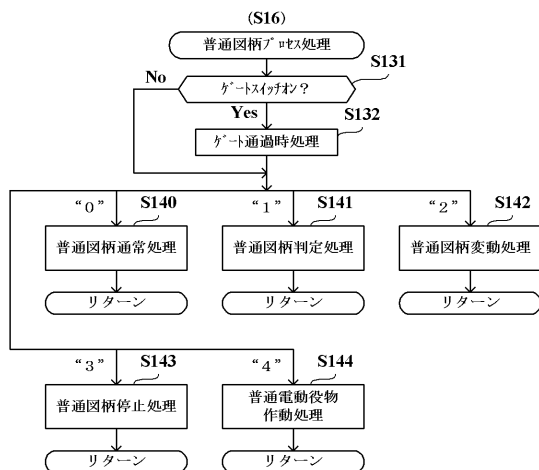 (S16)
普通図柄ﾌﾟﾛｾｽ処理
S131
No
ｹﾞｰﾄｽｲｯﾁｵﾝ?
Yes
S132
ｹﾞｰﾄ通過時処理
“0”
S140
“1”
S141
“2”
S142
普通図柄通常処理
普通図柄判定処理
普通図柄変動処理
リターン
リターン
リターン
“3”
S143
“4”
S144
普通図柄停止処理
普通電動役物
作動処理
リターン
リターン